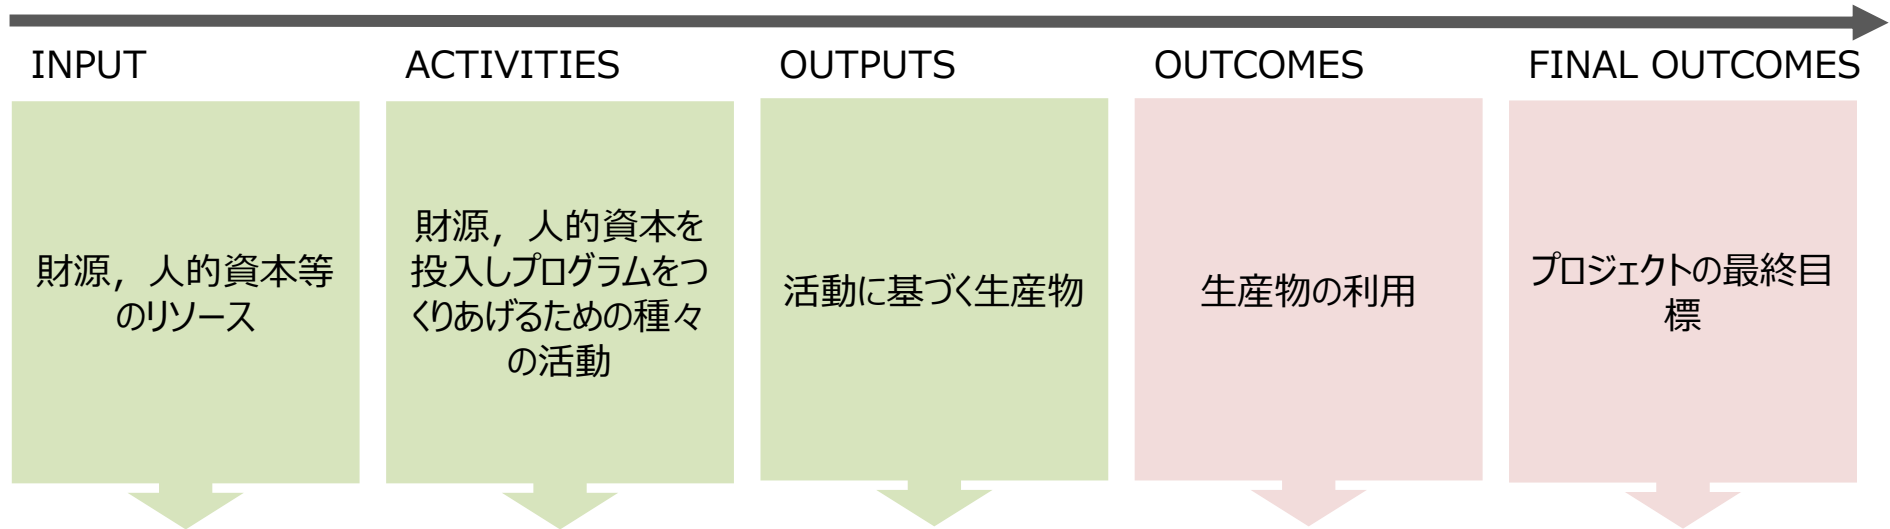 INPUT
ACTIVITIES
OUTPUTS
OUTCOMES
FINAL OUTCOMES
財源，人的資本等
のリソース
財源，人的資本を
投入しプログラムをつ
くりあげるための種々
の活動
活動に基づく生産物
生産物の利用
プロジェクトの最終目
標